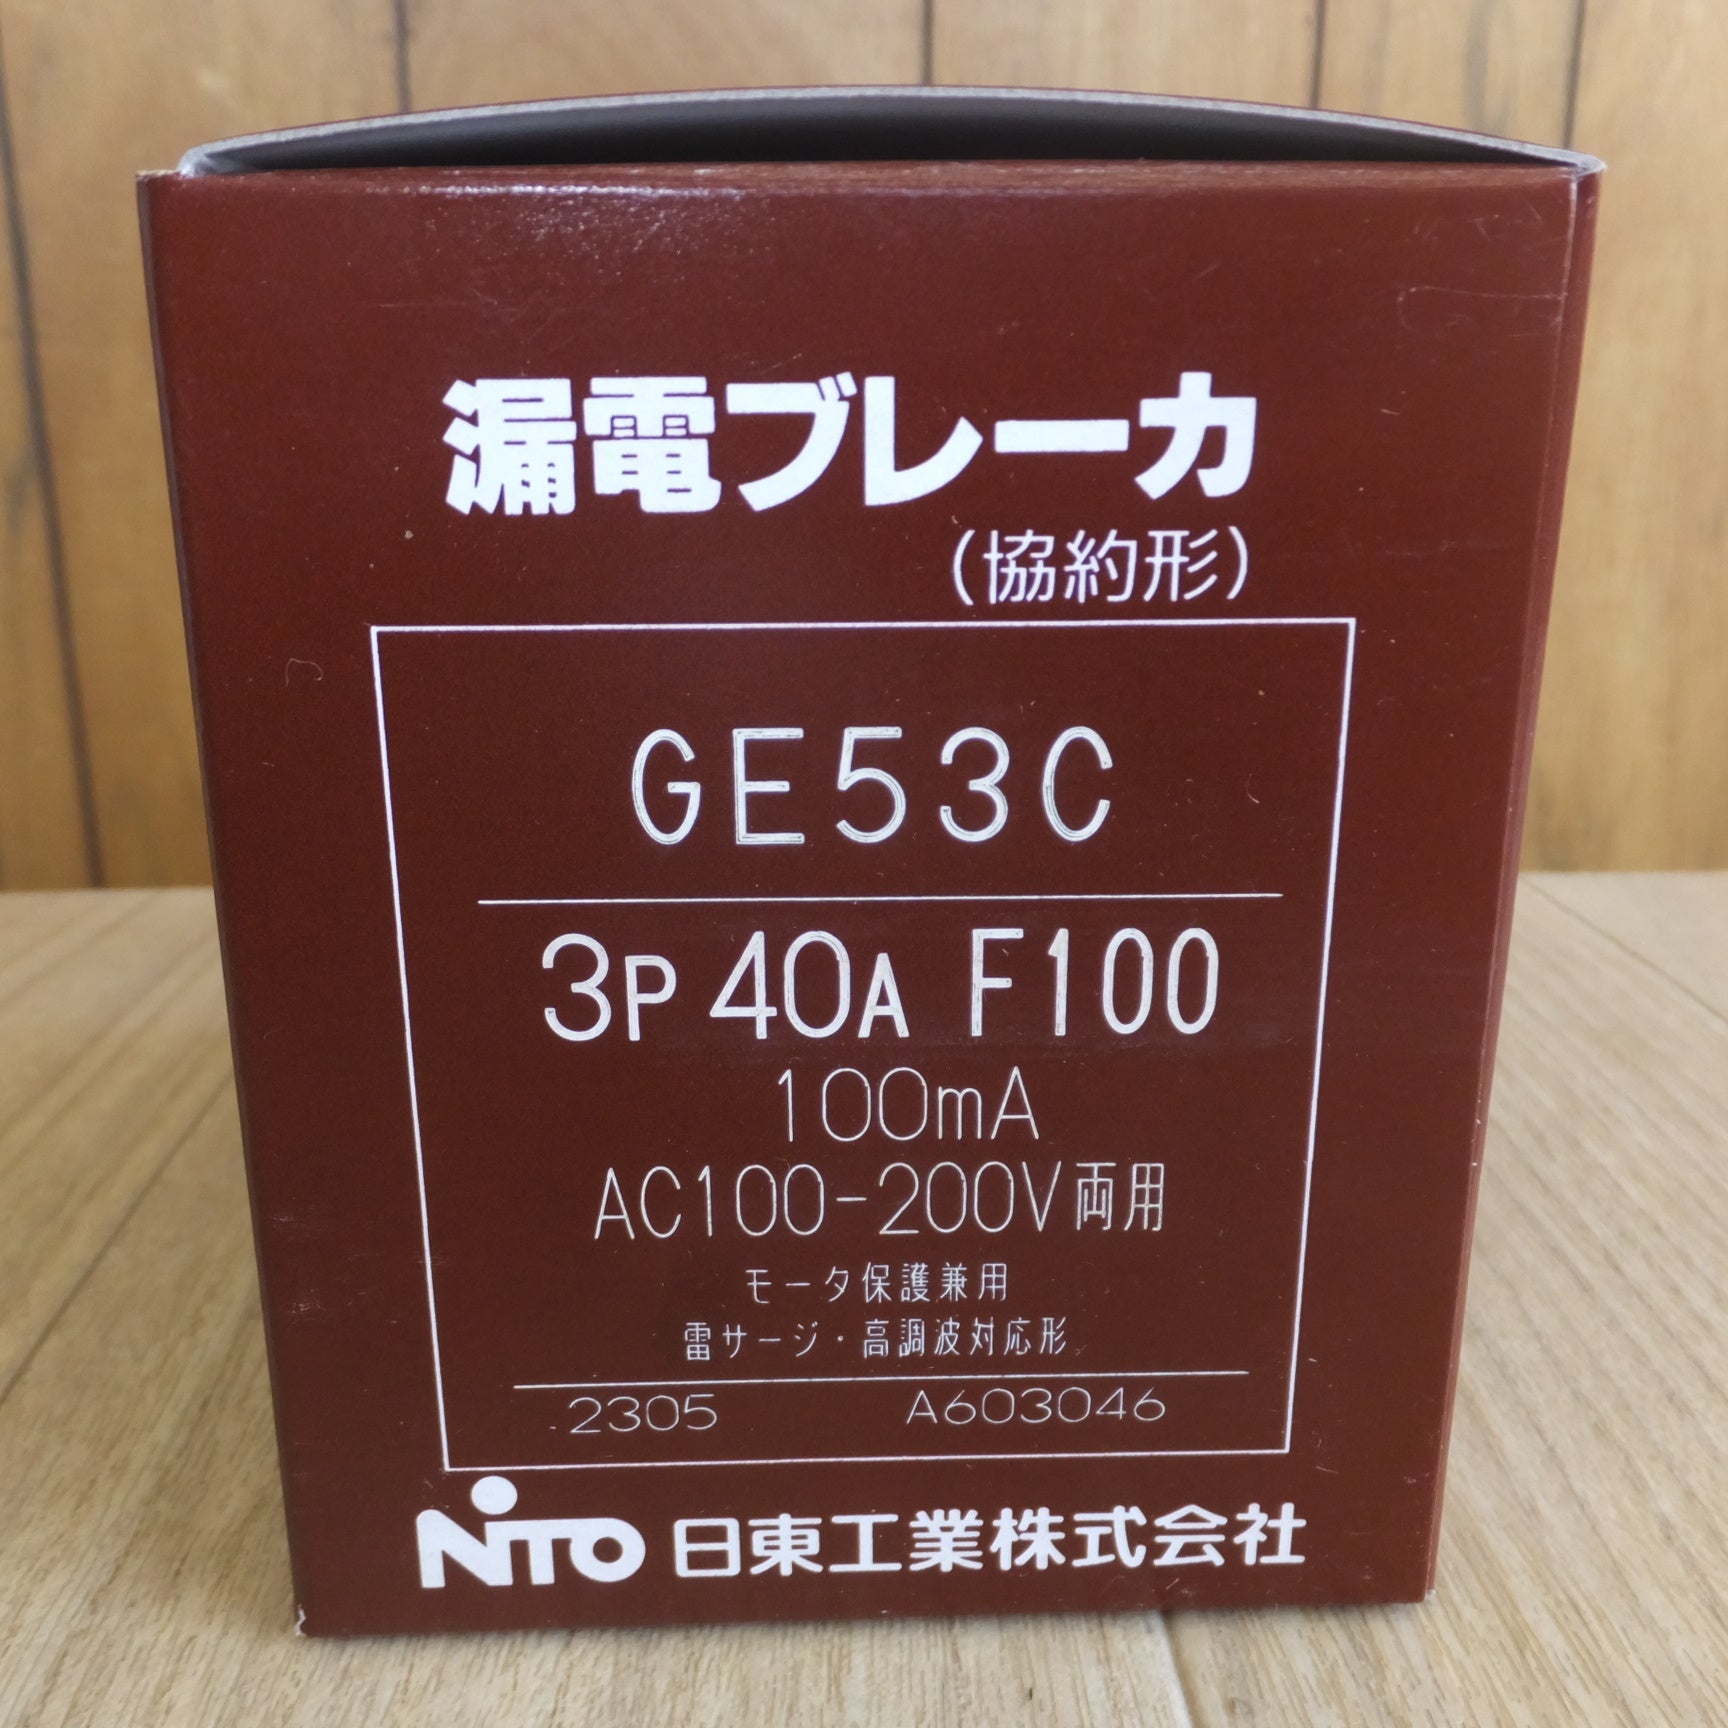 漏電ブレーカ
(協約形)
GE53C
3P 40A F100
100mA
AC100-200V両用
モータ保護兼用
雷サージ・高調波対応形
2305 A603046
NITO 日東工業株式会社